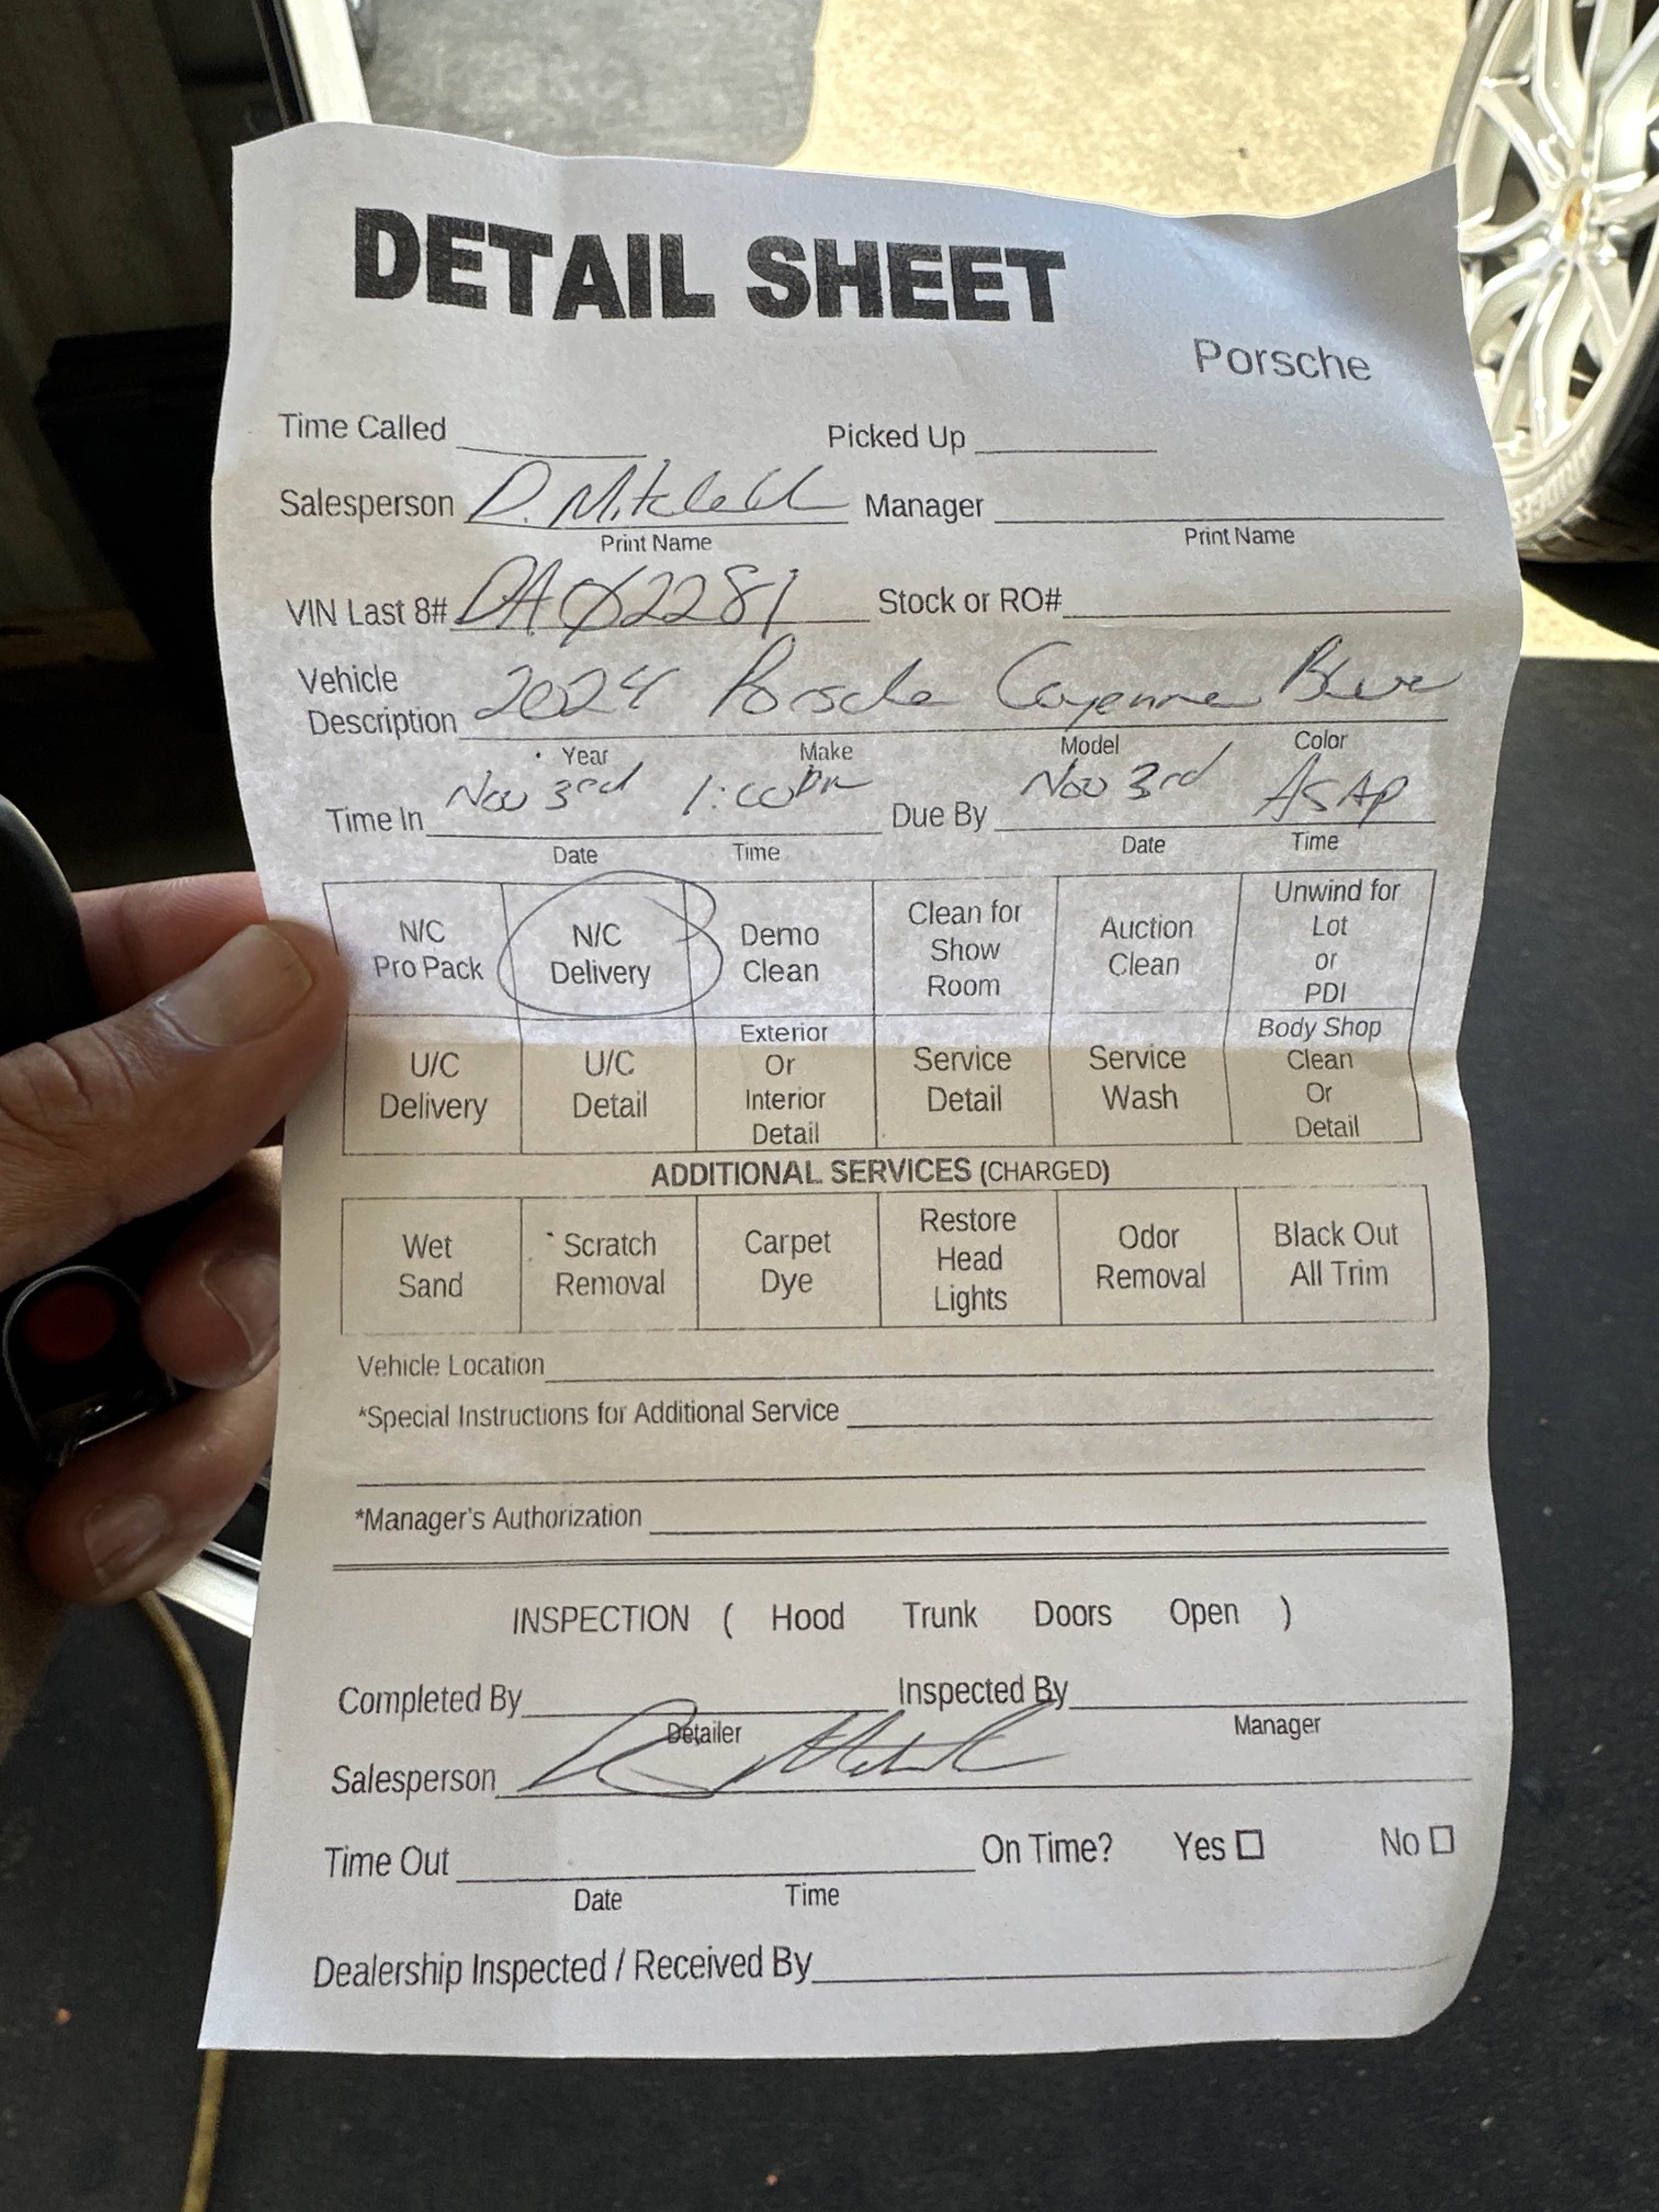 DETAIL SHEET
Porsche
Time Called Picked Up
Salesperson D. Mitchell Manager
Print Name Print Name
VIN Last 8# DA02281 Stock or RO#
Vehicle Description 2024 Porsche Cayenne Blue
Year Make Model Color
Time In Nov 3rd 1:00pm Due By Nov 3rd ASAP
Date Time Date Time
N/C Pro Pack N/C Delivery Demo Clean Clean for Show Room Auction Clean Unwind for Lot or PDI
U/C Delivery U/C Detail Exterior Or Interior Detail Service Detail Service Wash Body Shop Clean Or Detail
ADDITIONAL SERVICES (CHARGED)
Wet Sand Scratch Removal Carpet Dye Restore Head Lights Odor Removal Black Out All Trim
Vehicle Location
*Special Instructions for Additional Service
*Manager's Authorization
INSPECTION ( Hood Trunk Doors Open )
Completed By Inspected By
Detailer Manager
Salesperson
Time Out On Time? Yes No
Date Time
Dealership Inspected / Received By